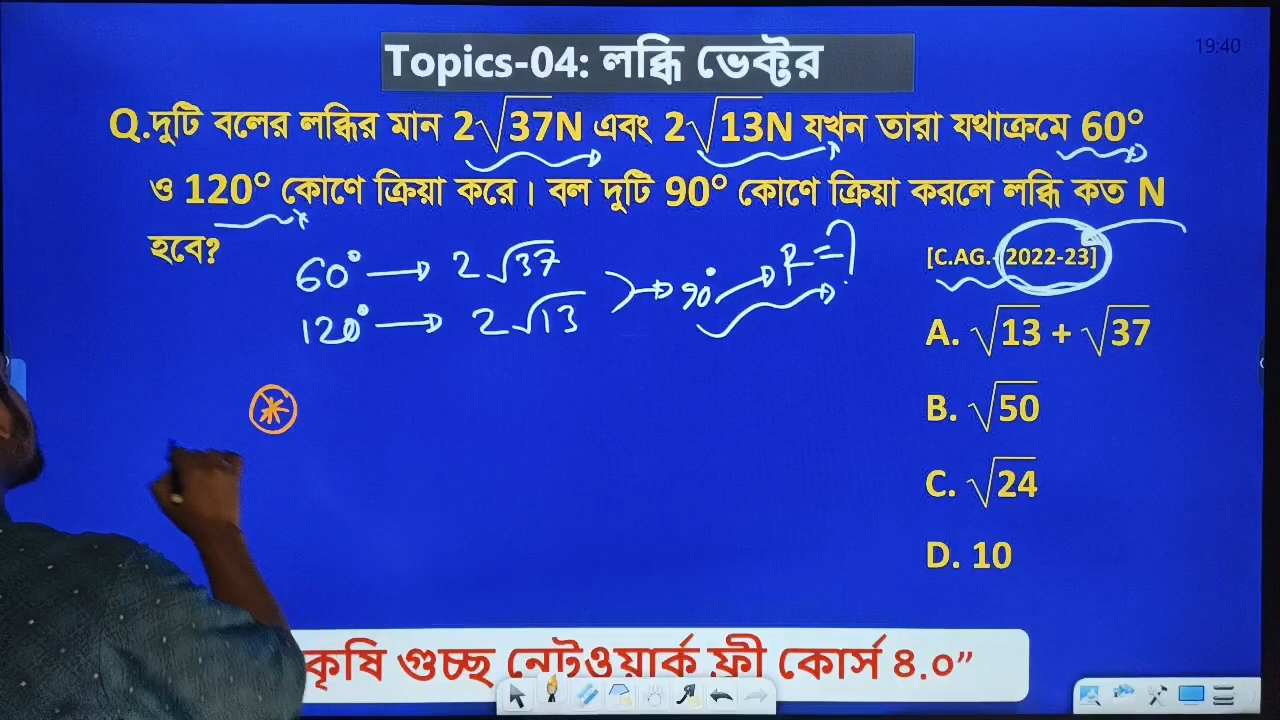 Topics-04: লব্ধি ভেক্টর
19:40
Q.দুটি বলের লব্ধির মান 2√37N এবং 2√13N যখন তারা যথাক্রমে 60°
ও 120° কোণে ক্রিয়া করে। বল দুটি 90° কোণে ক্রিয়া করলে লব্ধি কত N
হবে?
[C.AG.- 2022-23]
60° → 2√37
120° → 2√13
→ 90° → R = ?
A. √13 + √37
B. √50
C. √24
D. 10
কৃষি গুচ্ছ নেটওয়ার্ক ফ্রী কোর্স ৪.০”